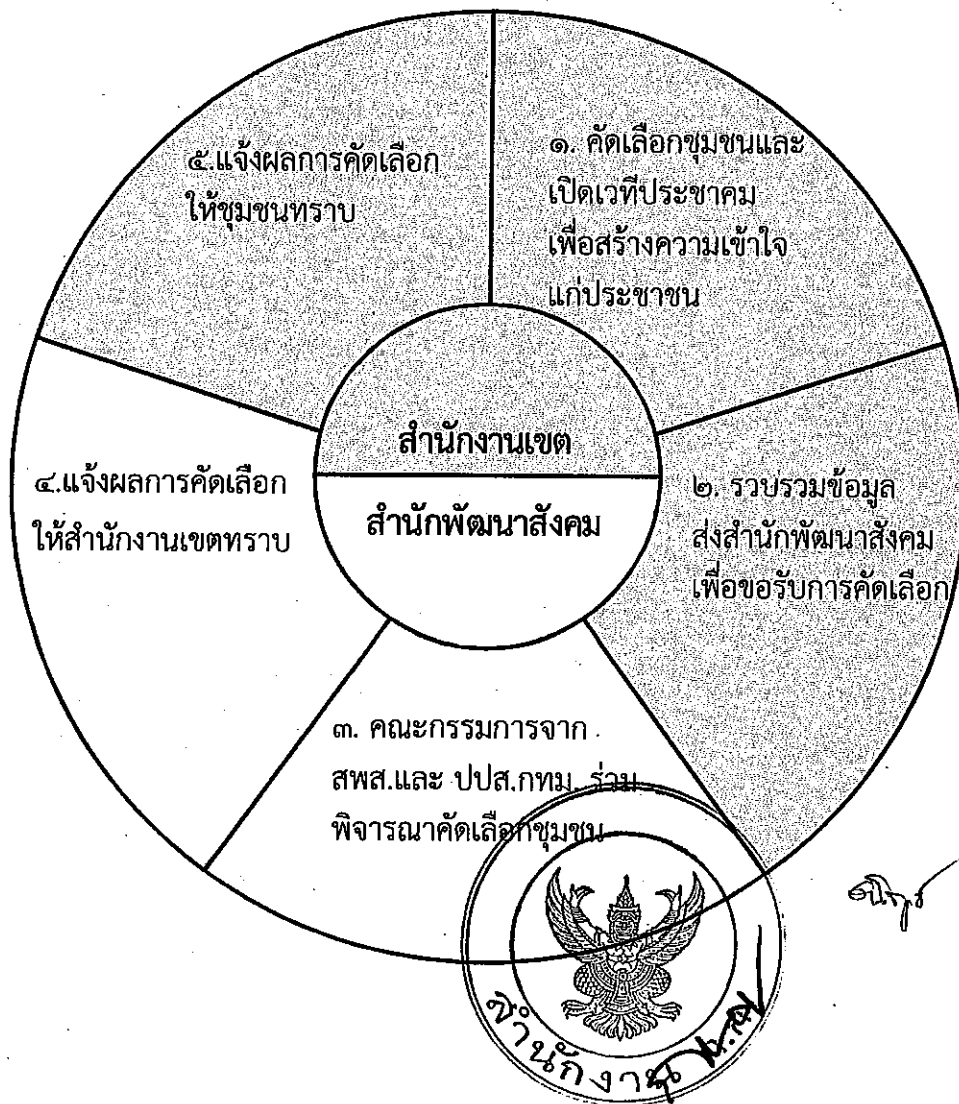 ๕.แจ้งผลการคัดเลือก
ให้ชุมชนทราบ
๑. คัดเลือกชุมชนและ
เปิดเวทีประชาคม
เพื่อสร้างความเข้าใจ
แก่ประชาชน
สำนักงานเขต
สำนักพัฒนาสังคม
๔.แจ้งผลการคัดเลือก
ให้สำนักงานเขตทราบ
๒. รวบรวมข้อมูล
ส่งสำนักพัฒนาสังคม
เพื่อขอรับการคัดเลือก
๓. คณะกรรมการจาก
สพส.และ ปปส.กทม. ร่วม
พิจารณาคัดเลือกชุมชน
สำนักงาน